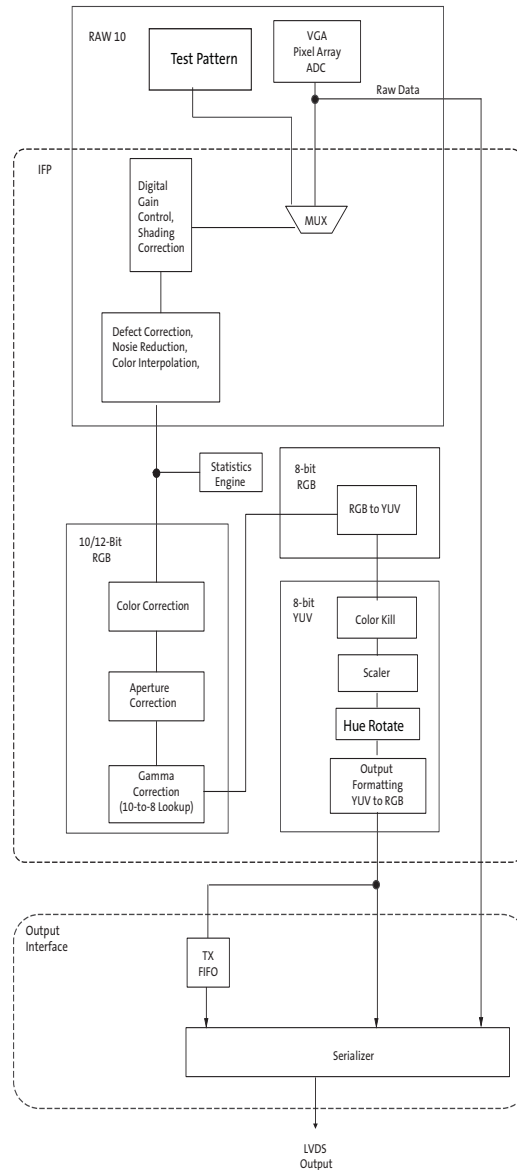 RAW 10
Test Pattern
VGA
Pixel Array
ADC
Raw Data
IFP
Digital
Gain
Control,
Shading
Correction
MUX
Defect Correction,
Nosie Reduction,
Color Interpolation,
Statistics
Engine
8-bit
RGB
RGB to YUV
10/12-Bit
RGB
Color Correction
Aperture
Correction
Gamma
Correction
(10-to-8 Lookup)
8-bit
YUV
Color Kill
Scaler
Hue Rotate
Output
Formatting
YUV to RGB
Output
Interface
TX
FIFO
Serializer
LVDS
Output